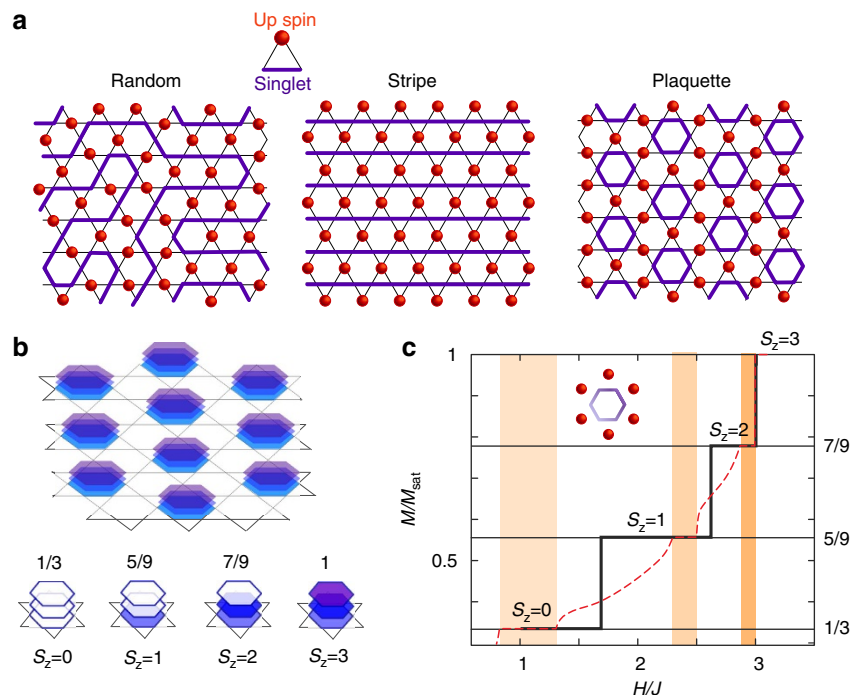 a
Up spin
Singlet
Random
Stripe
Plaquette
b
1/3
5/9
7/9
1
Sz=0
Sz=1
Sz=2
Sz=3
c
M/Msat
1
0.5
Sz=3
Sz=2
Sz=1
Sz=0
7/9
5/9
1/3
1
2
3
H/J